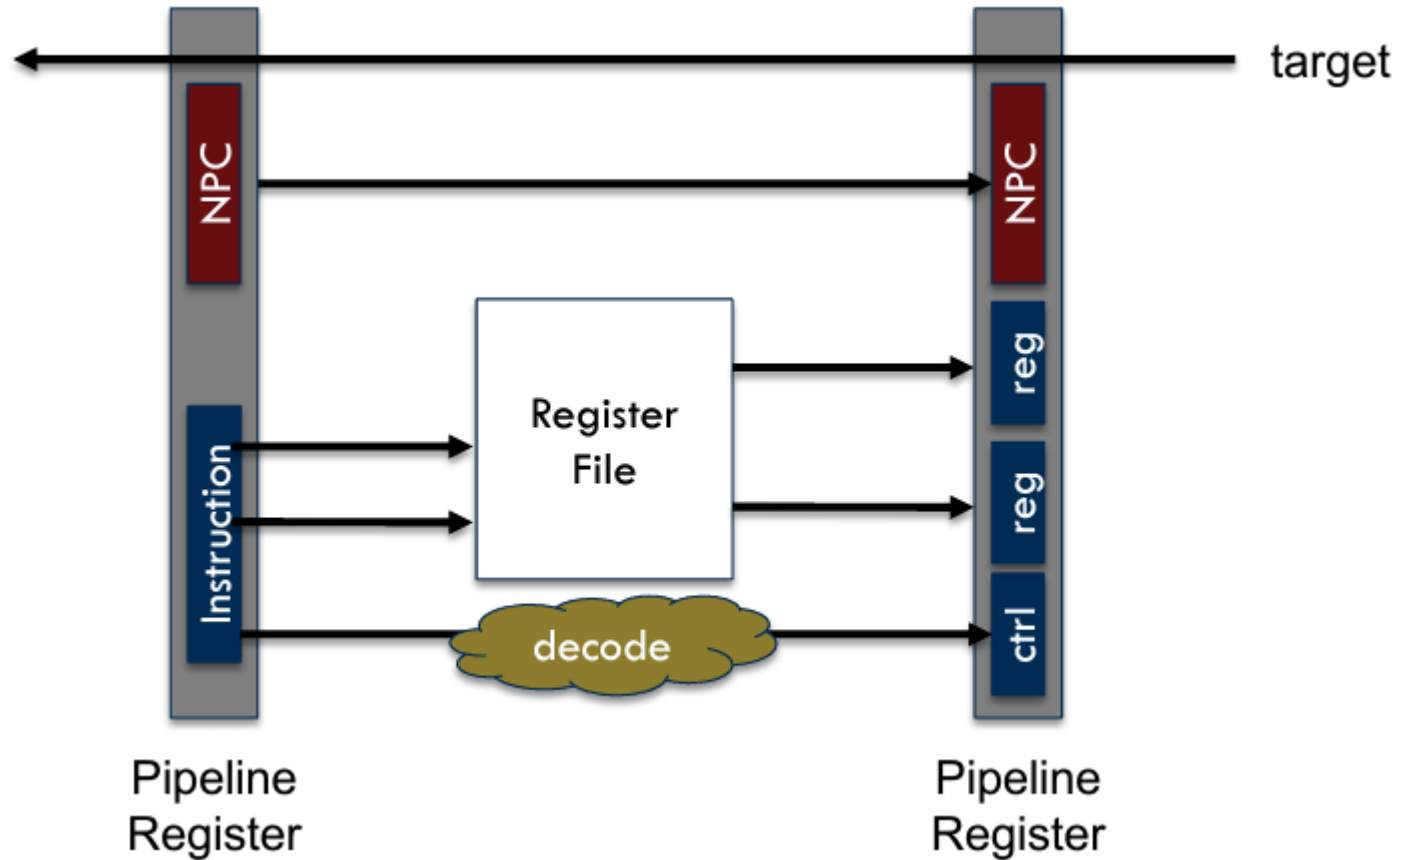 target
NPC
NPC
reg
Register
File
reg
Instruction
decode
ctrl
Pipeline
Register
Pipeline
Register